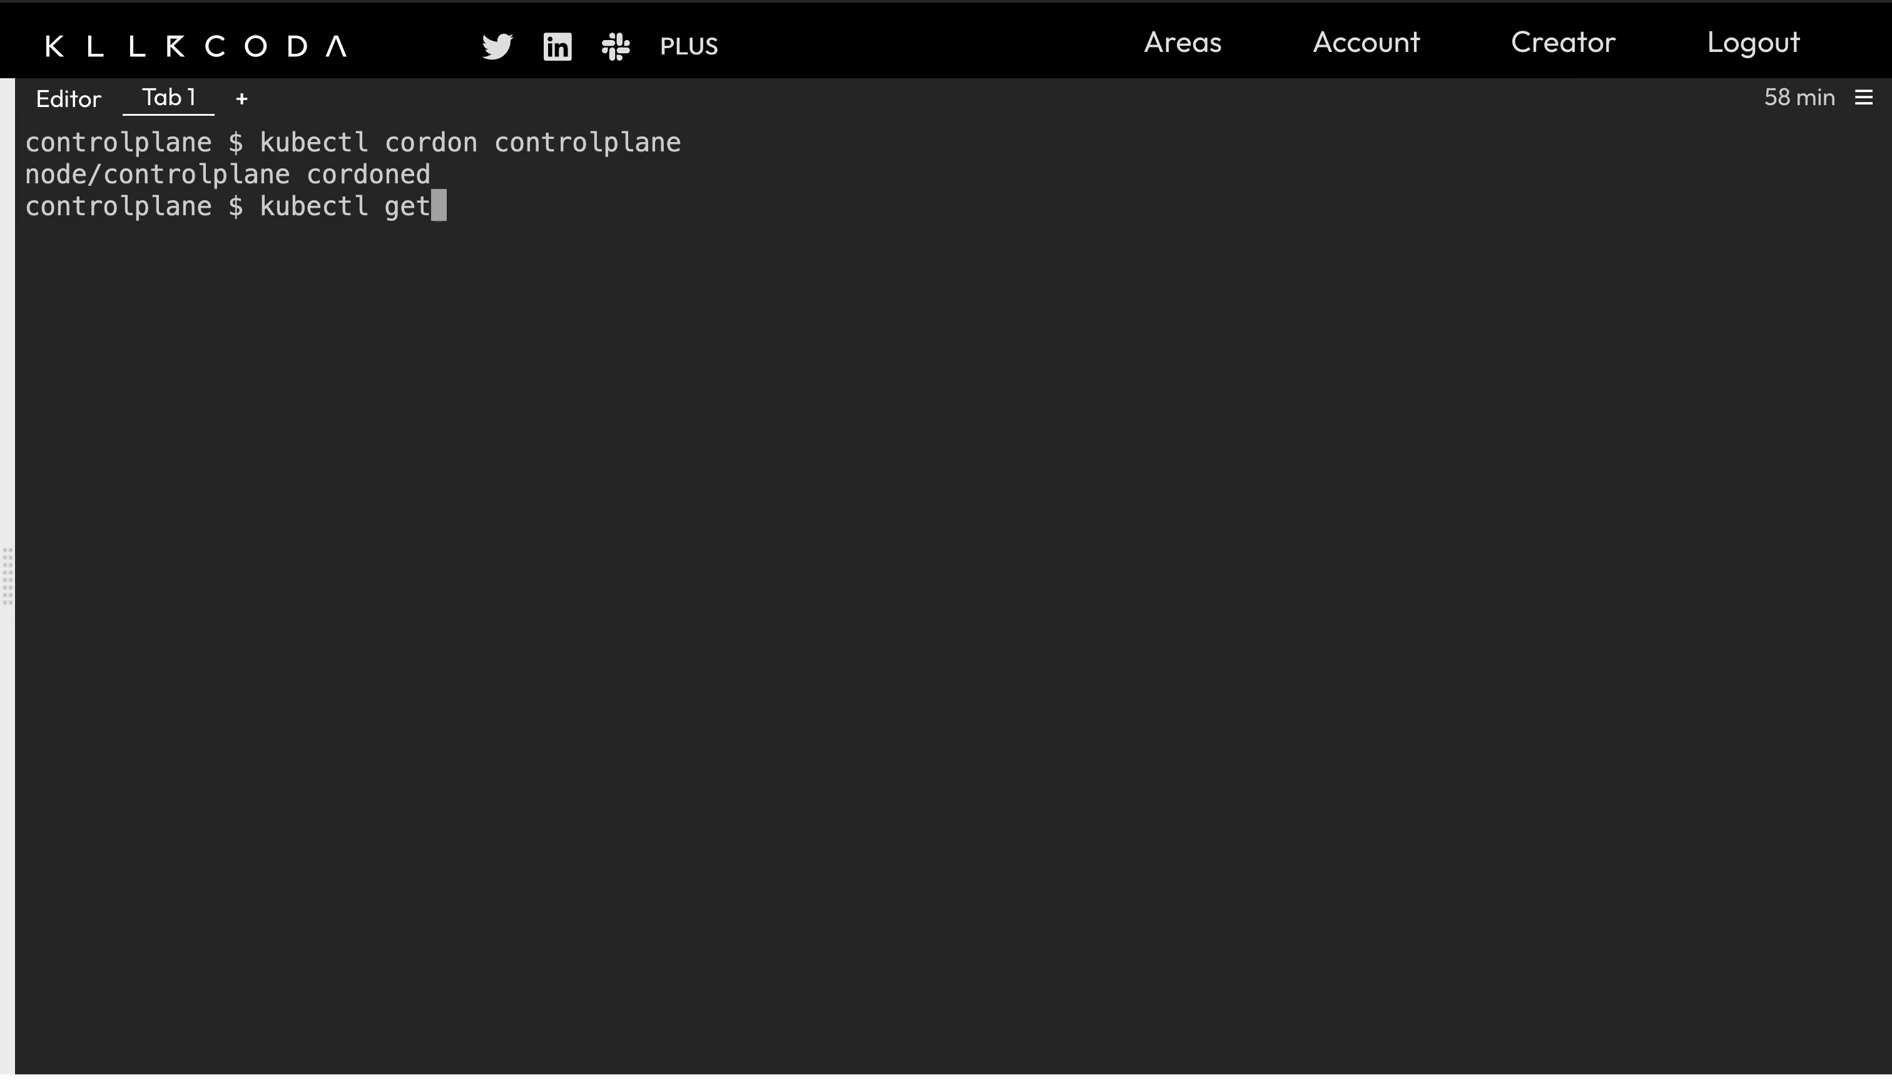 KILLERCODA PLUS Areas Account Creator Logout
Editor Tab 1 + 58 min
controlplane $ kubectl cordon controlplane
node/controlplane cordoned
controlplane $ kubectl get